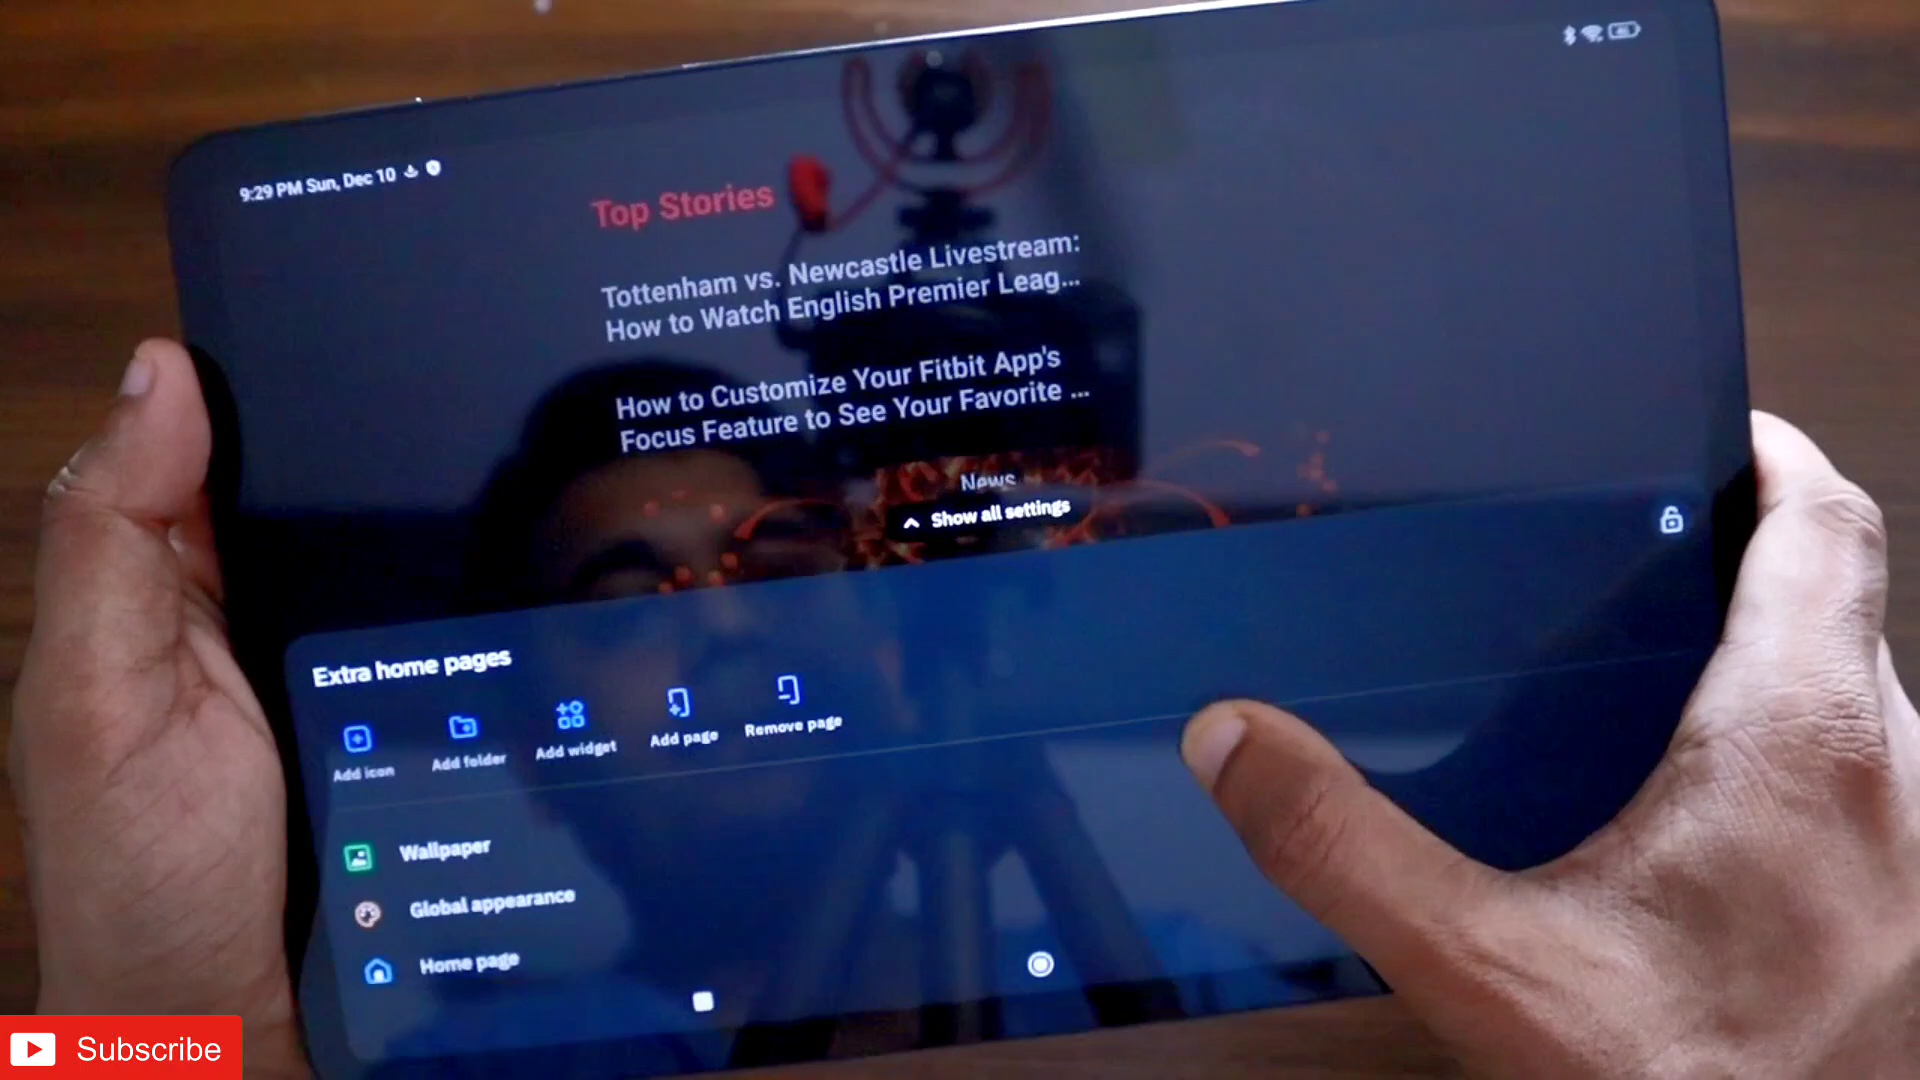 9:29 PM Sun, Dec 10
Top Stories
Tottenham vs. Newcastle Livestream:
How to Watch English Premier Leag...
How to Customize Your Fitbit App's
Focus Feature to See Your Favorite ...
News
Show all settings
Extra home pages
Add icon
Add folder
Add widget
Add page
Remove page
Wallpaper
Global appearance
Home page
Subscribe